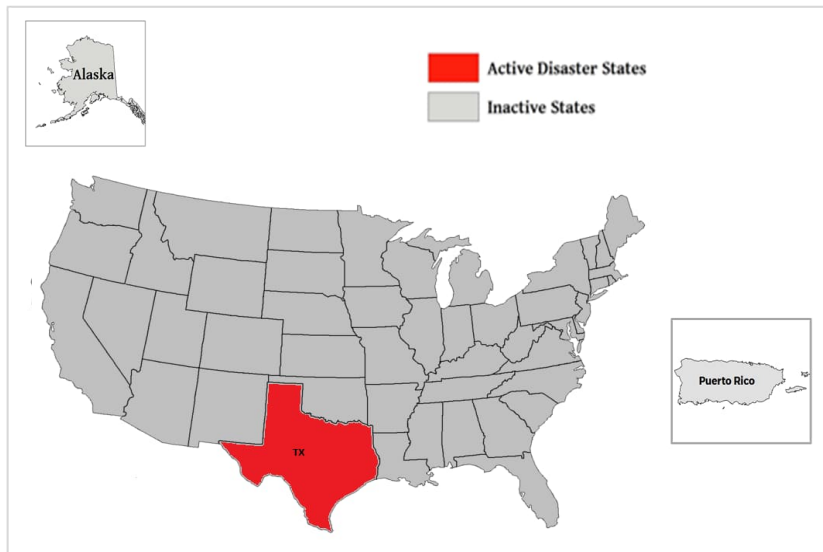 Alaska
Active Disaster States
Inactive States
Puerto Rico
TX